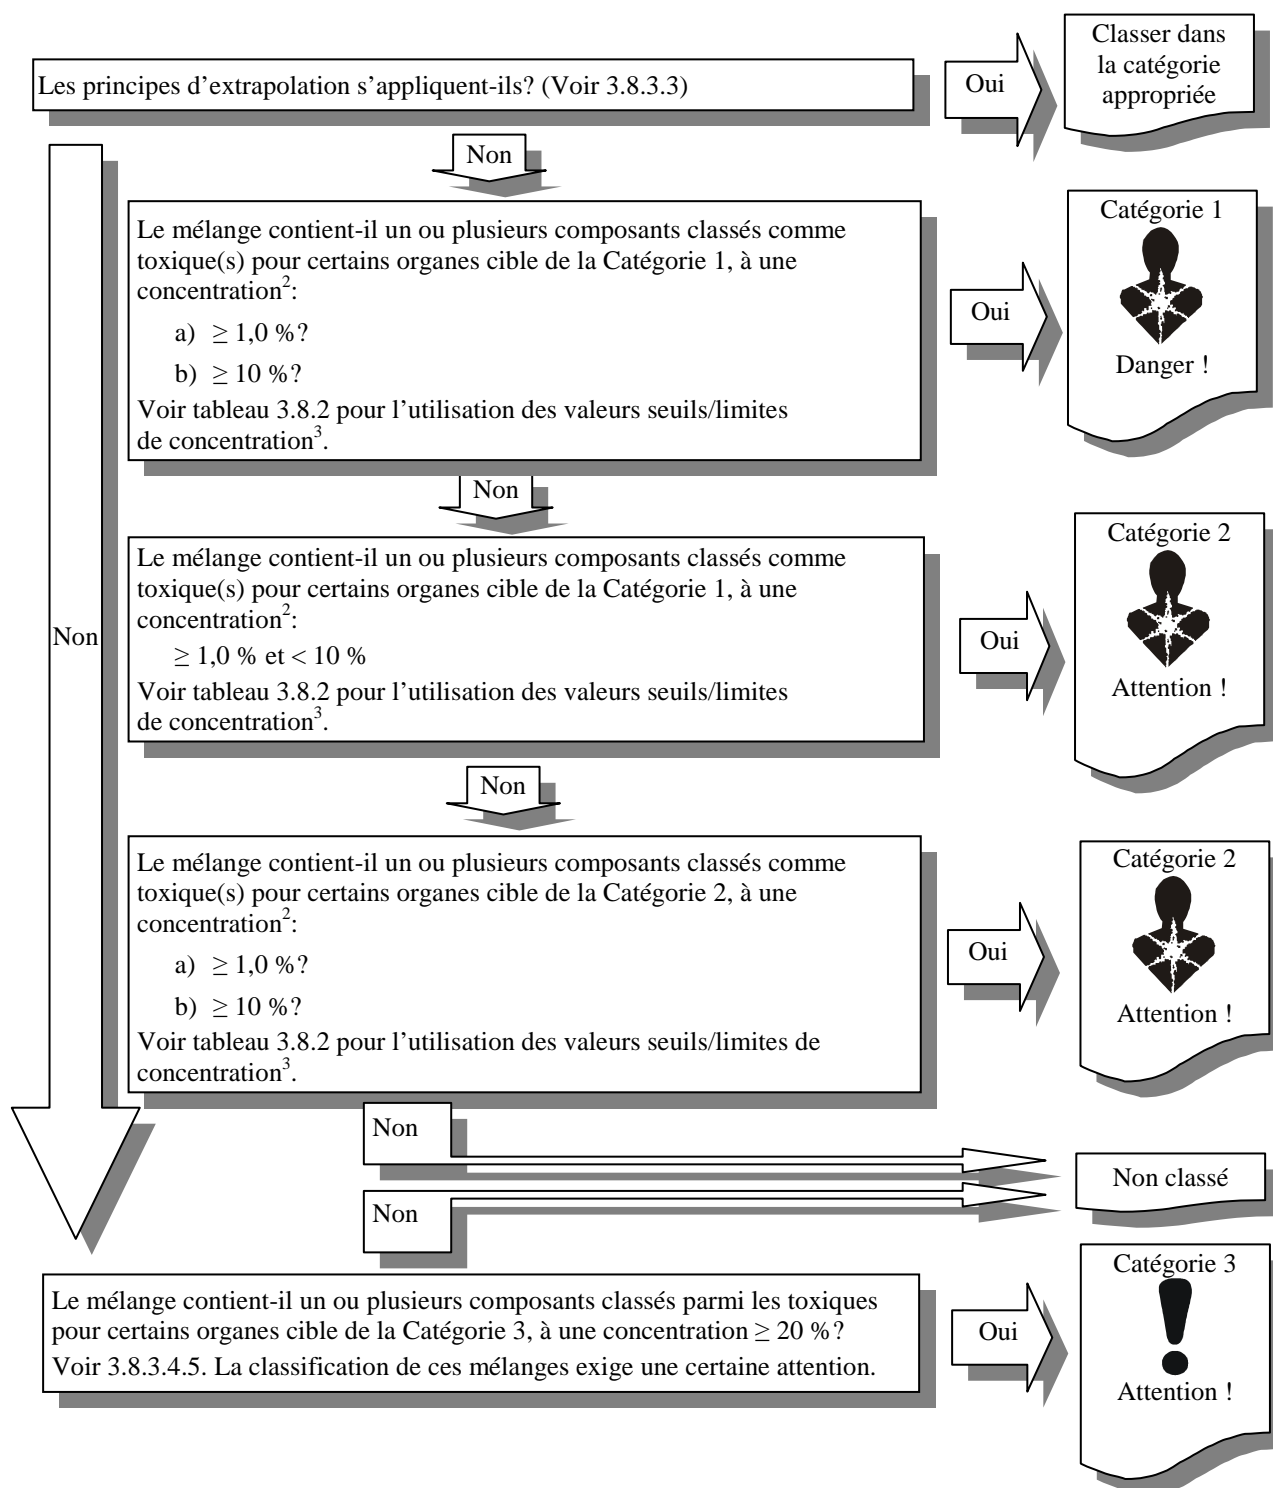 Les principes d'extrapolation s'appliquent-ils? (Voir 3.8.3.3)
Oui
Classer dans
la catégorie
appropriée
Non
Le mélange contient-il un ou plusieurs composants classés comme
toxique(s) pour certains organes cible de la Catégorie 1, à une
concentration²:
a) ≥ 1,0 %?
b) ≥ 10 %?
Voir tableau 3.8.2 pour l'utilisation des valeurs seuils/limites
de concentration³.
Oui
Catégorie 1
Danger !
Non
Le mélange contient-il un ou plusieurs composants classés comme
toxique(s) pour certains organes cible de la Catégorie 1, à une
concentration²:
≥ 1,0 % et < 10 %
Voir tableau 3.8.2 pour l'utilisation des valeurs seuils/limites
de concentration³.
Oui
Catégorie 2
Attention !
Non
Non
Le mélange contient-il un ou plusieurs composants classés comme
toxique(s) pour certains organes cible de la Catégorie 2, à une
concentration²:
a) ≥ 1,0 %?
b) ≥ 10 %?
Voir tableau 3.8.2 pour l'utilisation des valeurs seuils/limites de
concentration³.
Oui
Catégorie 2
Attention !
Non
Non classé
Non
Le mélange contient-il un ou plusieurs composants classés parmi les toxiques
pour certains organes cible de la Catégorie 3, à une concentration ≥ 20 %?
Voir 3.8.3.4.5. La classification de ces mélanges exige une certaine attention.
Oui
Catégorie 3
Attention !